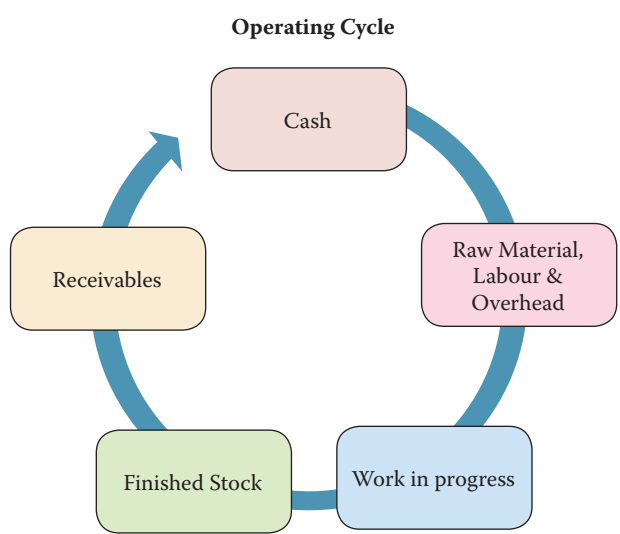 Operating Cycle
Cash
Raw Material,
Labour &
Overhead
Work in progress
Finished Stock
Receivables